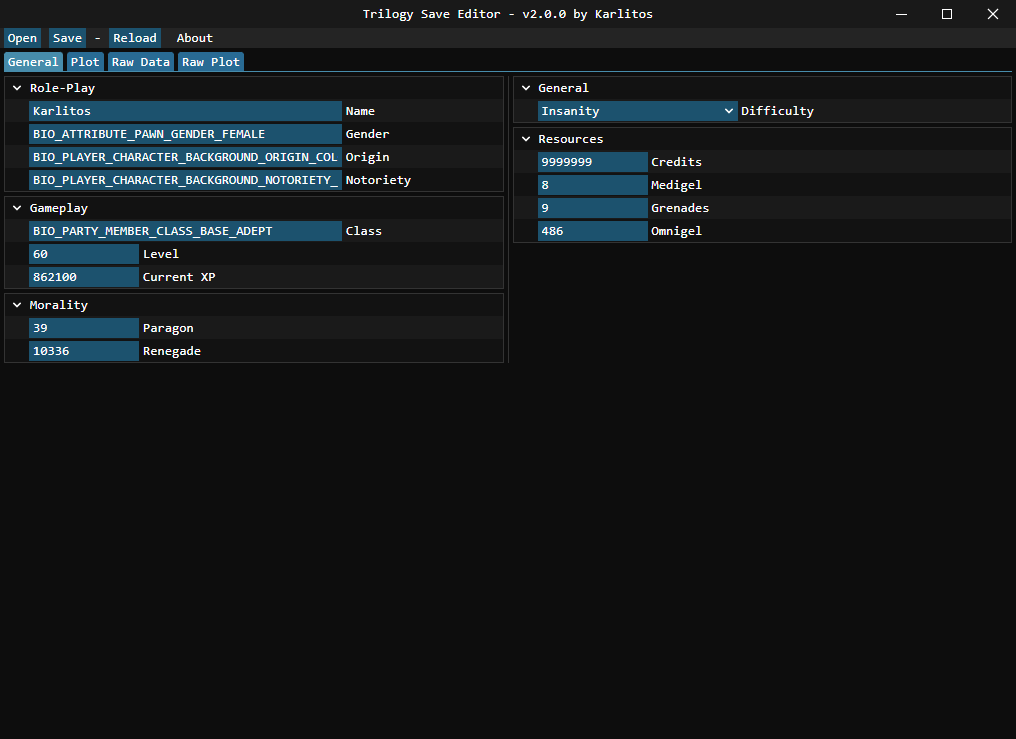 Trilogy Save Editor - v2.0.0 by Karlitos
Open Save - Reload About
General Plot Raw Data Raw Plot
Role-Play
Karlitos Name
BIO_ATTRIBUTE_PAWN_GENDER_FEMALE Gender
BIO_PLAYER_CHARACTER_BACKGROUND_ORIGIN_COL Origin
BIO_PLAYER_CHARACTER_BACKGROUND_NOTORIETY_ Notoriety
Gameplay
BIO_PARTY_MEMBER_CLASS_BASE_ADEPT Class
60 Level
862100 Current XP
Morality
39 Paragon
10336 Renegade
General
Insanity Difficulty
Resources
9999999 Credits
8 Medigel
9 Grenades
486 Omnigel